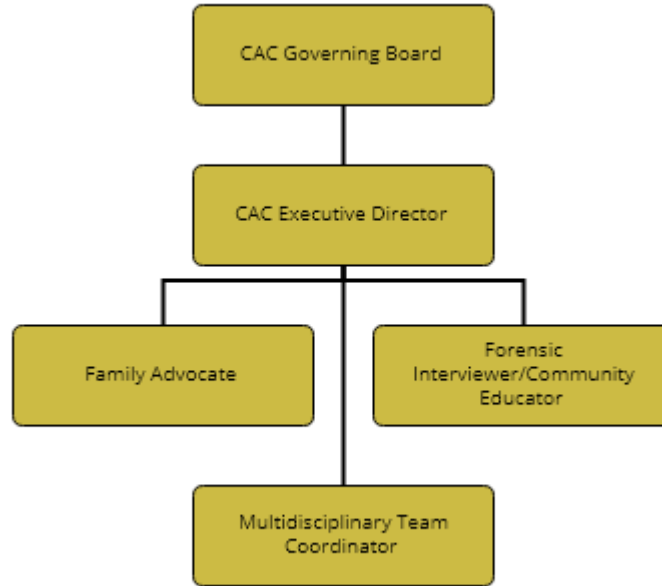 CAC Governing Board
CAC Executive Director
Family Advocate
Forensic
Interviewer/Community
Educator
Multidisciplinary Team
Coordinator